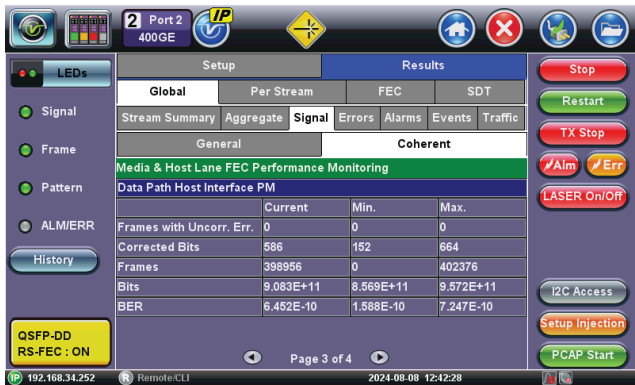 2 Port 2
400GE
IP
LEDs
Setup Results
Stop
Global Per Stream FEC SDT
Restart
Signal
Stream Summary Aggregate Signal Errors Alarms Events Traffic
TX Stop
General Coherent
Frame
Media & Host Lane FEC Performance Monitoring
Alm Err
Pattern
Data Path Host Interface PM
LASER On/Off
Current Min. Max.
ALM/ERR
Frames with Uncorr. Err. 0 0 0
Corrected Bits 586 152 664
History
Frames 398956 0 402376
Bits 9.083E+11 8.569E+11 9.572E+11
I2C Access
BER 6.452E-10 1.588E-10 7.247E-10
Setup Injection
QSFP-DD
RS-FEC : ON
Page 3 of 4
PCAP Start
IP 192.168.34.252 R Remote/CLI 2024-08-08 12:42:28